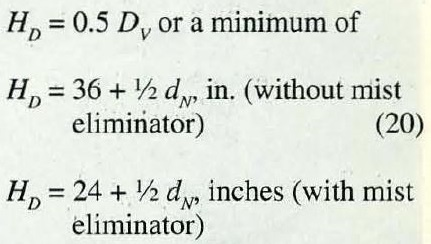 H_D = 0.5 D_V or a minimum of
H_D = 36 + ½ d_N, in. (without mist
eliminator) (20)
H_D = 24 + ½ d_N, inches (with mist
eliminator)